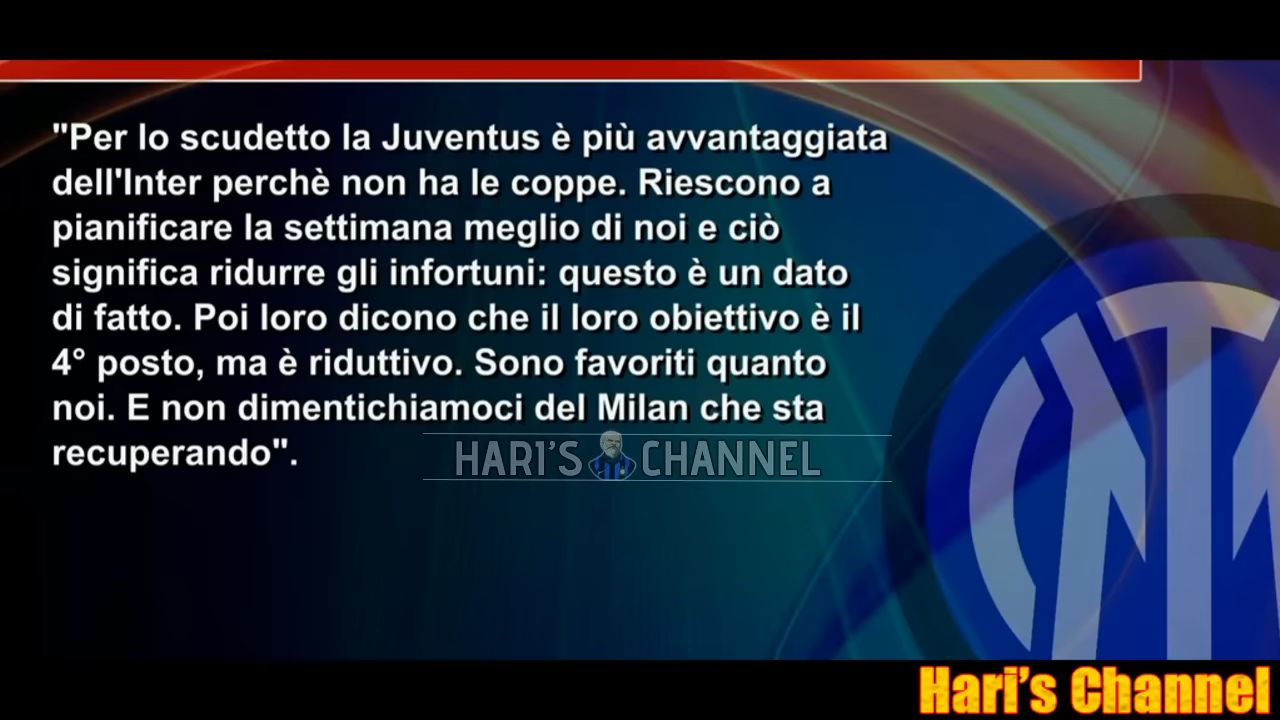 "Per lo scudetto la Juventus è più avvantaggiata
dell'Inter perchè non ha le coppe. Riescono a
pianificare la settimana meglio di noi e ciò
significa ridurre gli infortuni: questo è un dato
di fatto. Poi loro dicono che il loro obiettivo è il
4° posto, ma è riduttivo. Sono favoriti quanto
noi. E non dimentichiamoci del Milan che sta
recuperando".
HARI'S CHANNEL
Hari's Channel